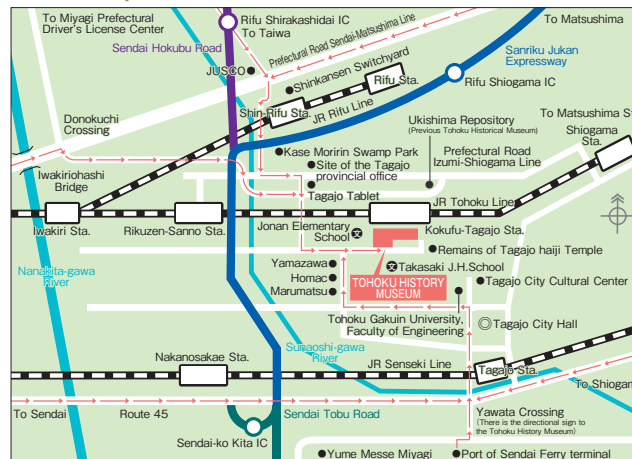 To Miyagi Prefectural
Driver's License Center
Rifu Shirakashidai IC
To Taiwa
To Matsushima
Sendai Hokubu Road
Prefectural Road Sendai-Matsushima Line
Sanriku Jukan
Expressway
JUSCO
Shinkansen Switchyard
Rifu Sta.
Rifu Shiogama IC
Shin-Rifu Sta.
JR Rifu Line
Donokuchi
Crossing
Ukishima Repository
(Previous Tohoku Historical Museum)
To Matsushima Sta
Shiogama
Sta.
Kase Moririn Swamp Park
Site of the Tagajo
provincial office
Prefectural Road
Izumi-Shiogama Line
Iwakiriohashi
Bridge
Tagajo Tablet
JR Tohoku Line
Iwakiri Sta.
Rikuzen-Sanno Sta.
Jonan Elementary
School
文
Kokufu-Tagajo Sta.
Remains of Tagajo haiji Temple
Nanakita-gawa
River
Yamazawa
Homac
Marumatsu
文
Takasaki J.H.School
TOHOKU HISTORY
MUSEUM
Tagajo City Cultural Center
Tohoku Gakuin University,
Faculty of Engineering
Tagajo City Hall
Sunaoshi-gawa
River
Nakanosakae Sta.
JR Senseki Line
Tagajo Sta.
To Shiogam
To Sendai
Route 45
Sendai Tobu Road
Yawata Crossing
(There is the directional sign to
the Tohoku History Museum)
Sendai-ko Kita IC
Yume Messe Miyagi
Port of Sendai Ferry terminal